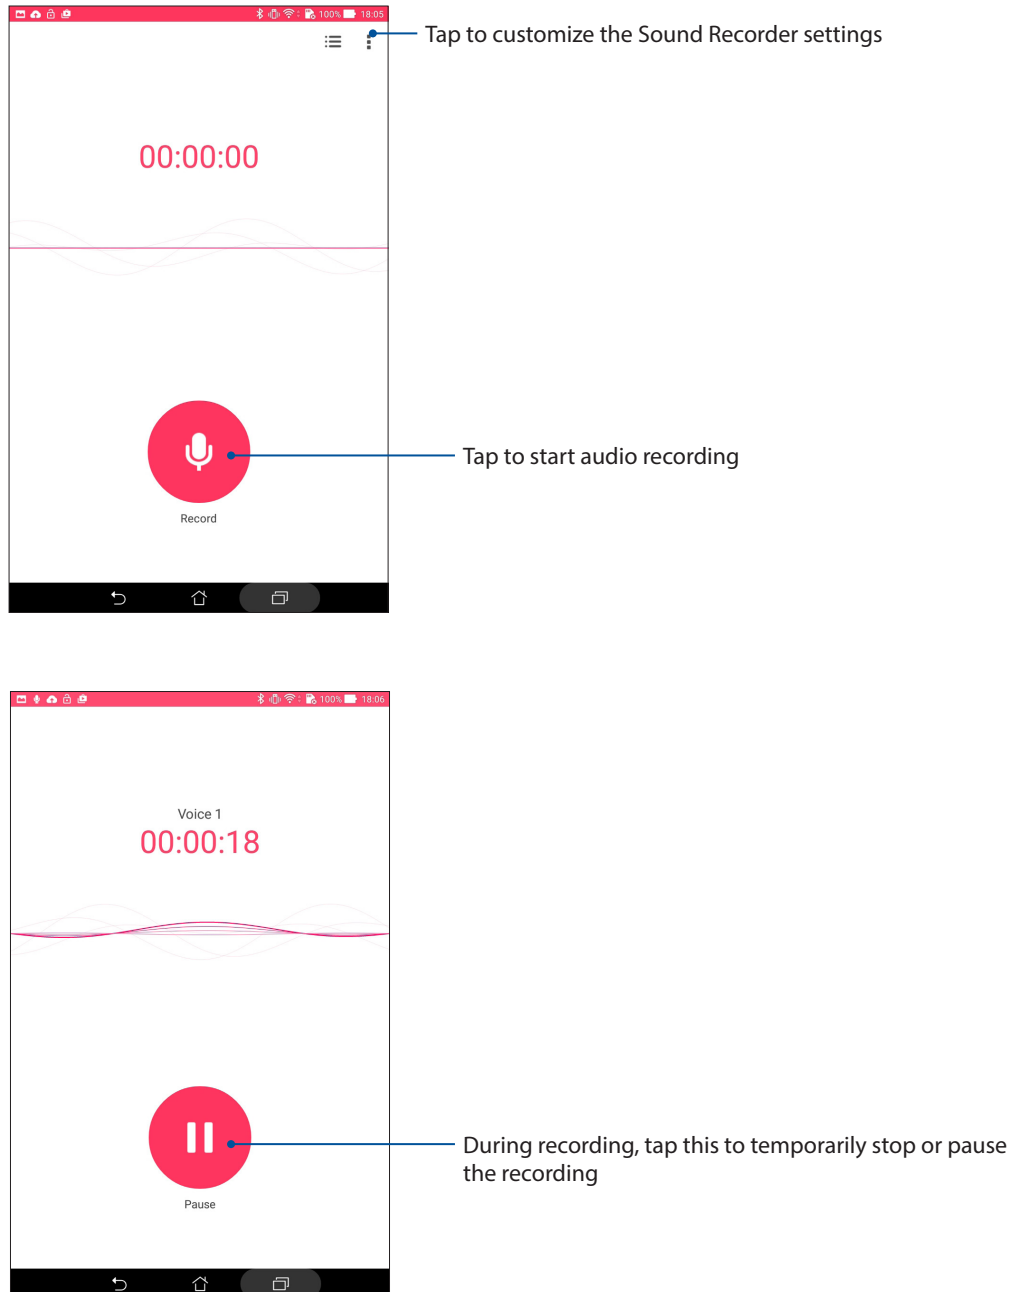 100% 18:05
Tap to customize the Sound Recorder settings
00:00:00
Tap to start audio recording
Record
100% 18:06
Voice 1
00:00:18
During recording, tap this to temporarily stop or pause
the recording
Pause